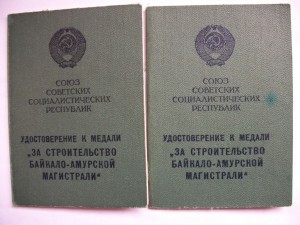 СОЮЗ
СОВЕТСКИХ
СОЦИАЛИСТИЧЕСКИХ
РЕСПУБЛИК
УДОСТОВЕРЕНИЕ К МЕДАЛИ
„ЗА СТРОИТЕЛЬСТВО
БАЙКАЛО-АМУРСКОЙ
МАГИСТРАЛИ“
СОЮЗ
СОВЕТСКИХ
СОЦИАЛИСТИЧЕСКИХ
РЕСПУБЛИК
УДОСТОВЕРЕНИЕ К МЕДАЛИ
„ЗА СТРОИТЕЛЬСТВО
БАЙКАЛО-АМУРСКОЙ
МАГИСТРАЛИ“